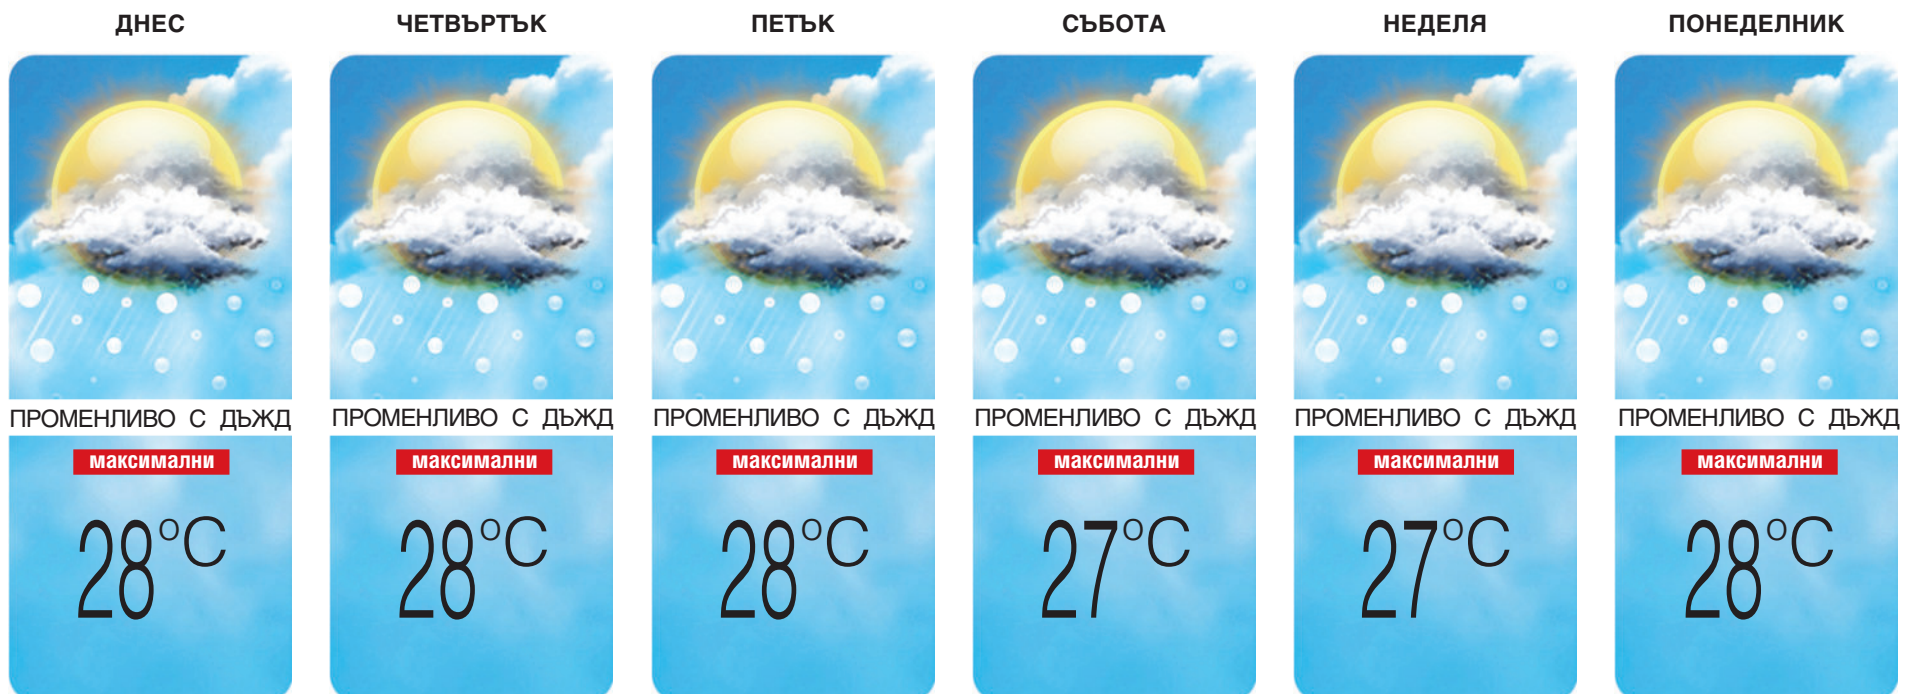 ДНЕС ЧЕТВЪРТЪК ПЕТЪК СЪБОТА НЕДЕЛЯ ПОНЕДЕЛНИК
ПРОМЕНЛИВО С ДЪЖД ПРОМЕНЛИВО С ДЪЖД ПРОМЕНЛИВО С ДЪЖД ПРОМЕНЛИВО С ДЪЖД ПРОМЕНЛИВО С ДЪЖД ПРОМЕНЛИВО С ДЪЖД
максимални максимални максимални максимални максимални максимални
28°C 28°C 28°C 27°C 27°C 28°C